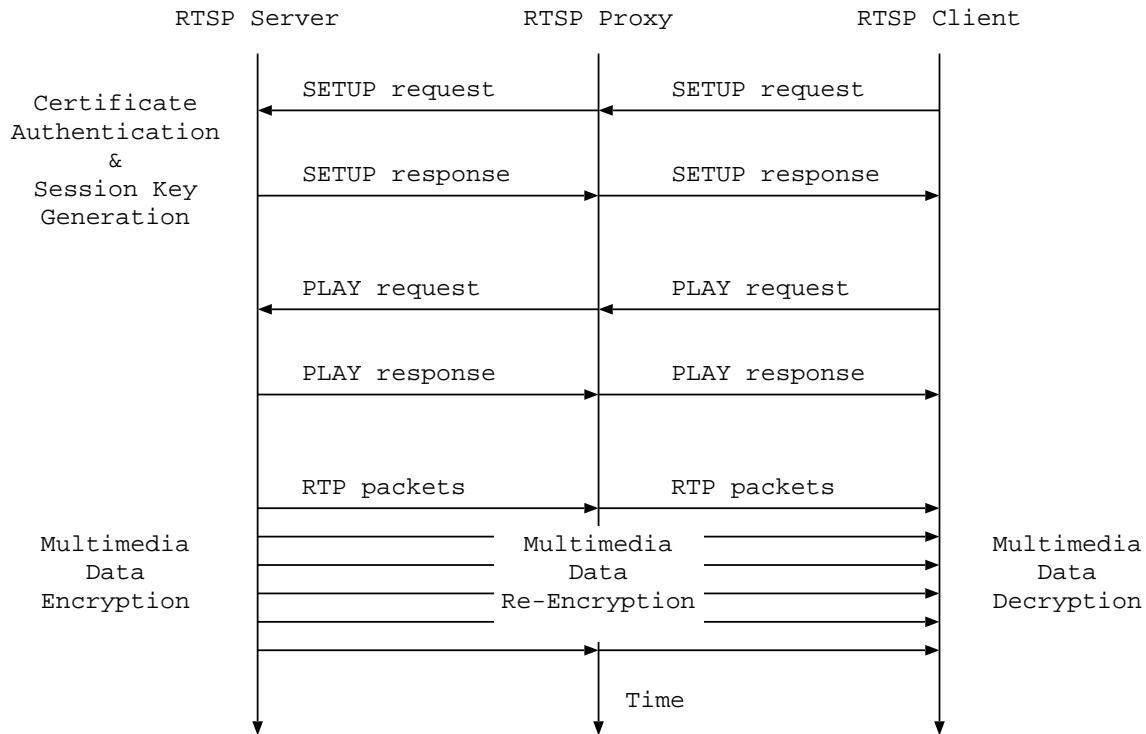 RTSP Server
RTSP Proxy
RTSP Client
SETUP request
SETUP request
Certificate
Authentication
&
Session Key
Generation
SETUP response
SETUP response
PLAY request
PLAY request
PLAY response
PLAY response
RTP packets
RTP packets
Multimedia
Data
Encryption
Multimedia
Data
Re-Encryption
Multimedia
Data
Decryption
Time